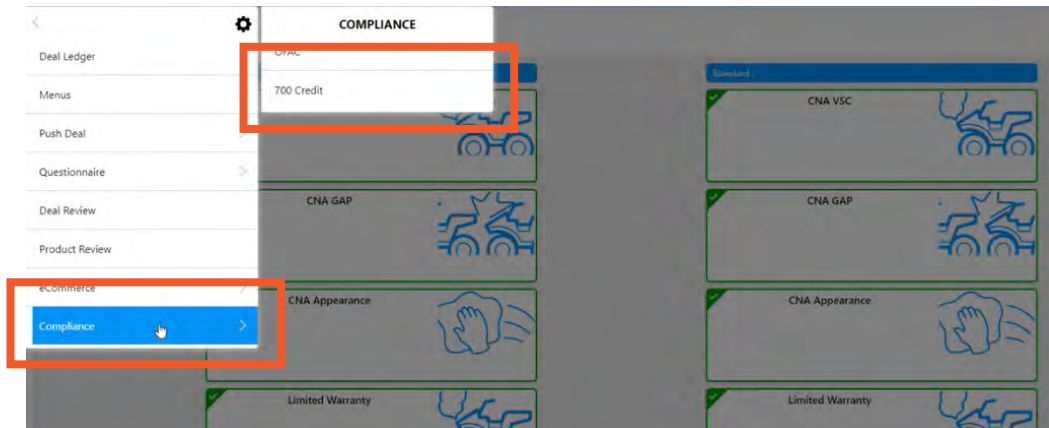 COMPLIANCE
Deal Ledger
OFAC
Menus
700 Credit
Push Deal
Questionnaire
Deal Review
Product Review
eCommerce
Compliance
Standard
CNA VSC
CNA GAP
CNA GAP
CNA Appearance
CNA Appearance
Limited Warranty
Limited Warranty